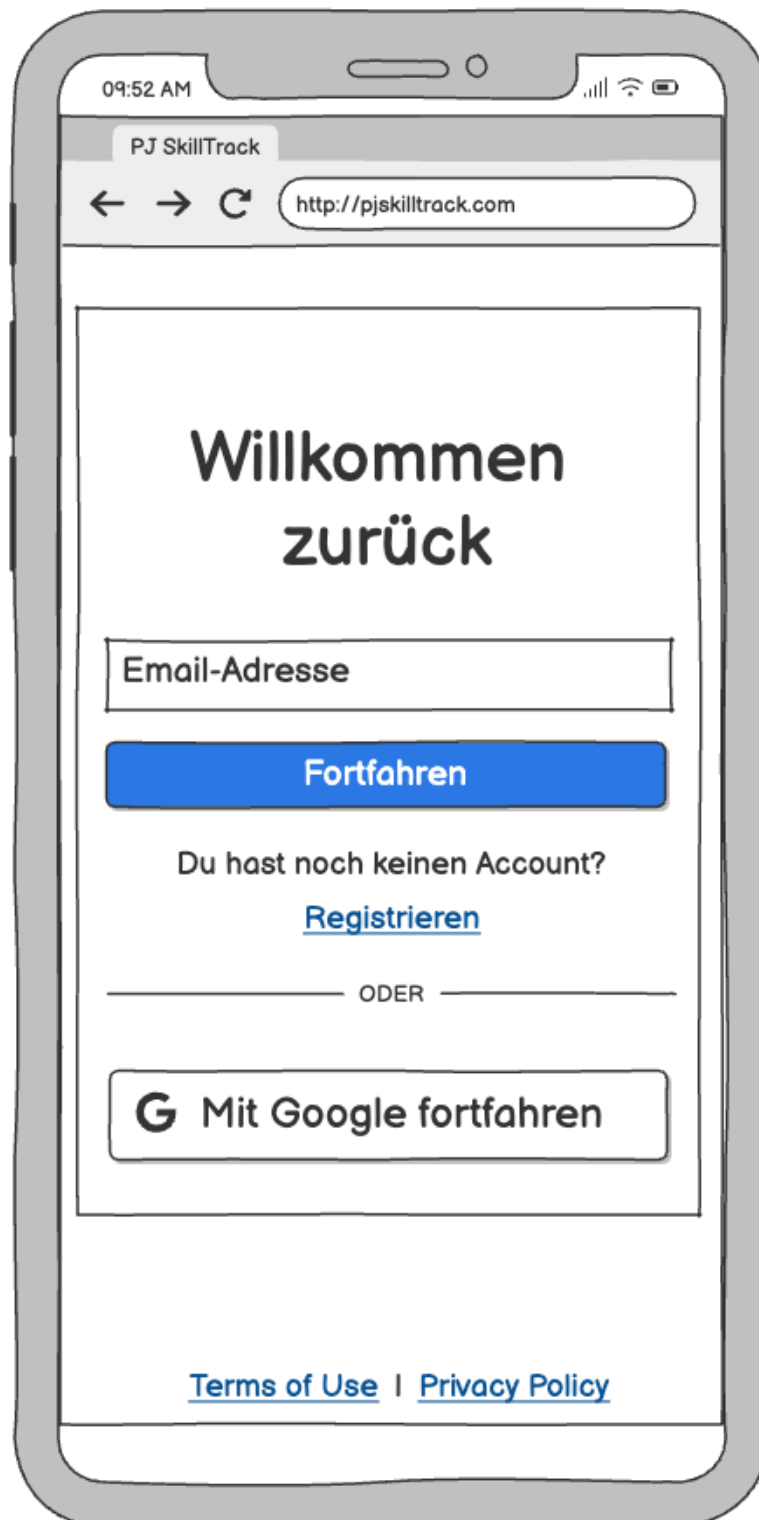 09:52 AM
PJ SkillTrack
http://pjskilltrack.com
Willkommen
zurück
Email-Adresse
Fortfahren
Du hast noch keinen Account?
Registrieren
ODER
G Mit Google fortfahren
Terms of Use | Privacy Policy